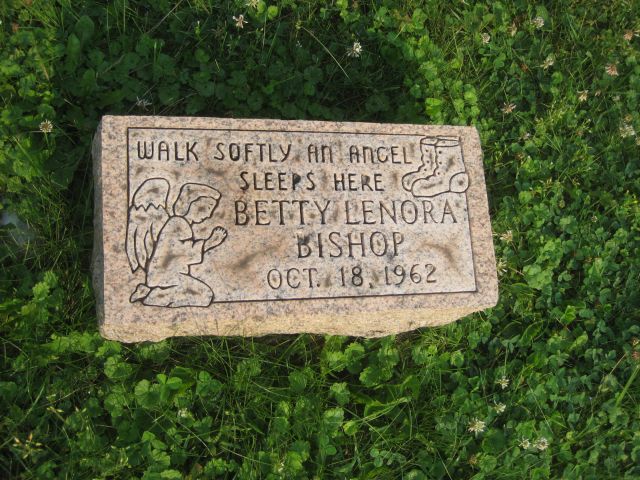 WALK SOFTLY AN ANGEL
SLEEPS HERE
BETTY LENORA
BISHOP
OCT. 18, 1962